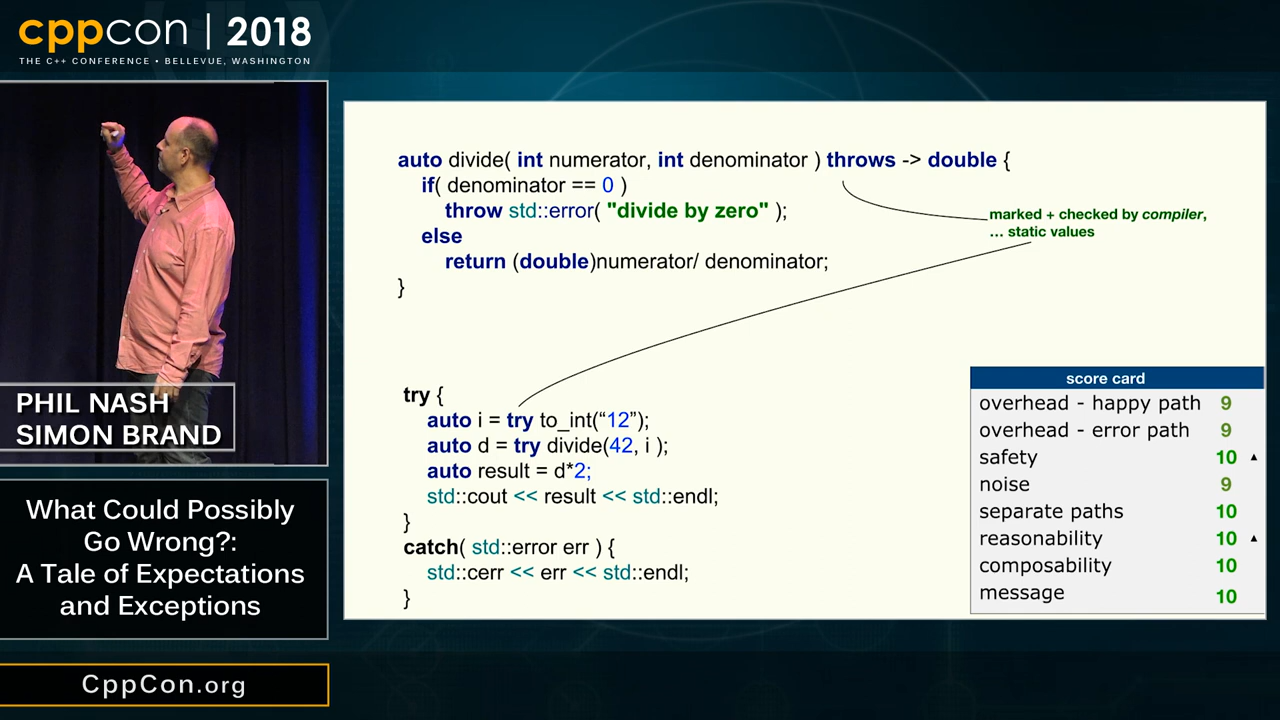 cppcon | 2018
THE C++ CONFERENCE • BELLEVUE, WASHINGTON
PHIL NASH
SIMON BRAND
What Could Possibly
Go Wrong?:
A Tale of Expectations
and Exceptions
CppCon.org
auto divide( int numerator, int denominator ) throws -> double {
if( denominator == 0 )
throw std::error( "divide by zero" );
else
return (double)numerator/ denominator;
}
marked + checked by compiler,
… static values
try {
auto i = try to_int(“12”);
auto d = try divide(42, i );
auto result = d*2;
std::cout << result << std::endl;
}
catch( std::error err ) {
std::cerr << err << std::endl;
}
score card
overhead - happy path 9
overhead - error path 9
safety 10 ▲
noise 9
separate paths 10
reasonability 10 ▲
composability 10
message 10